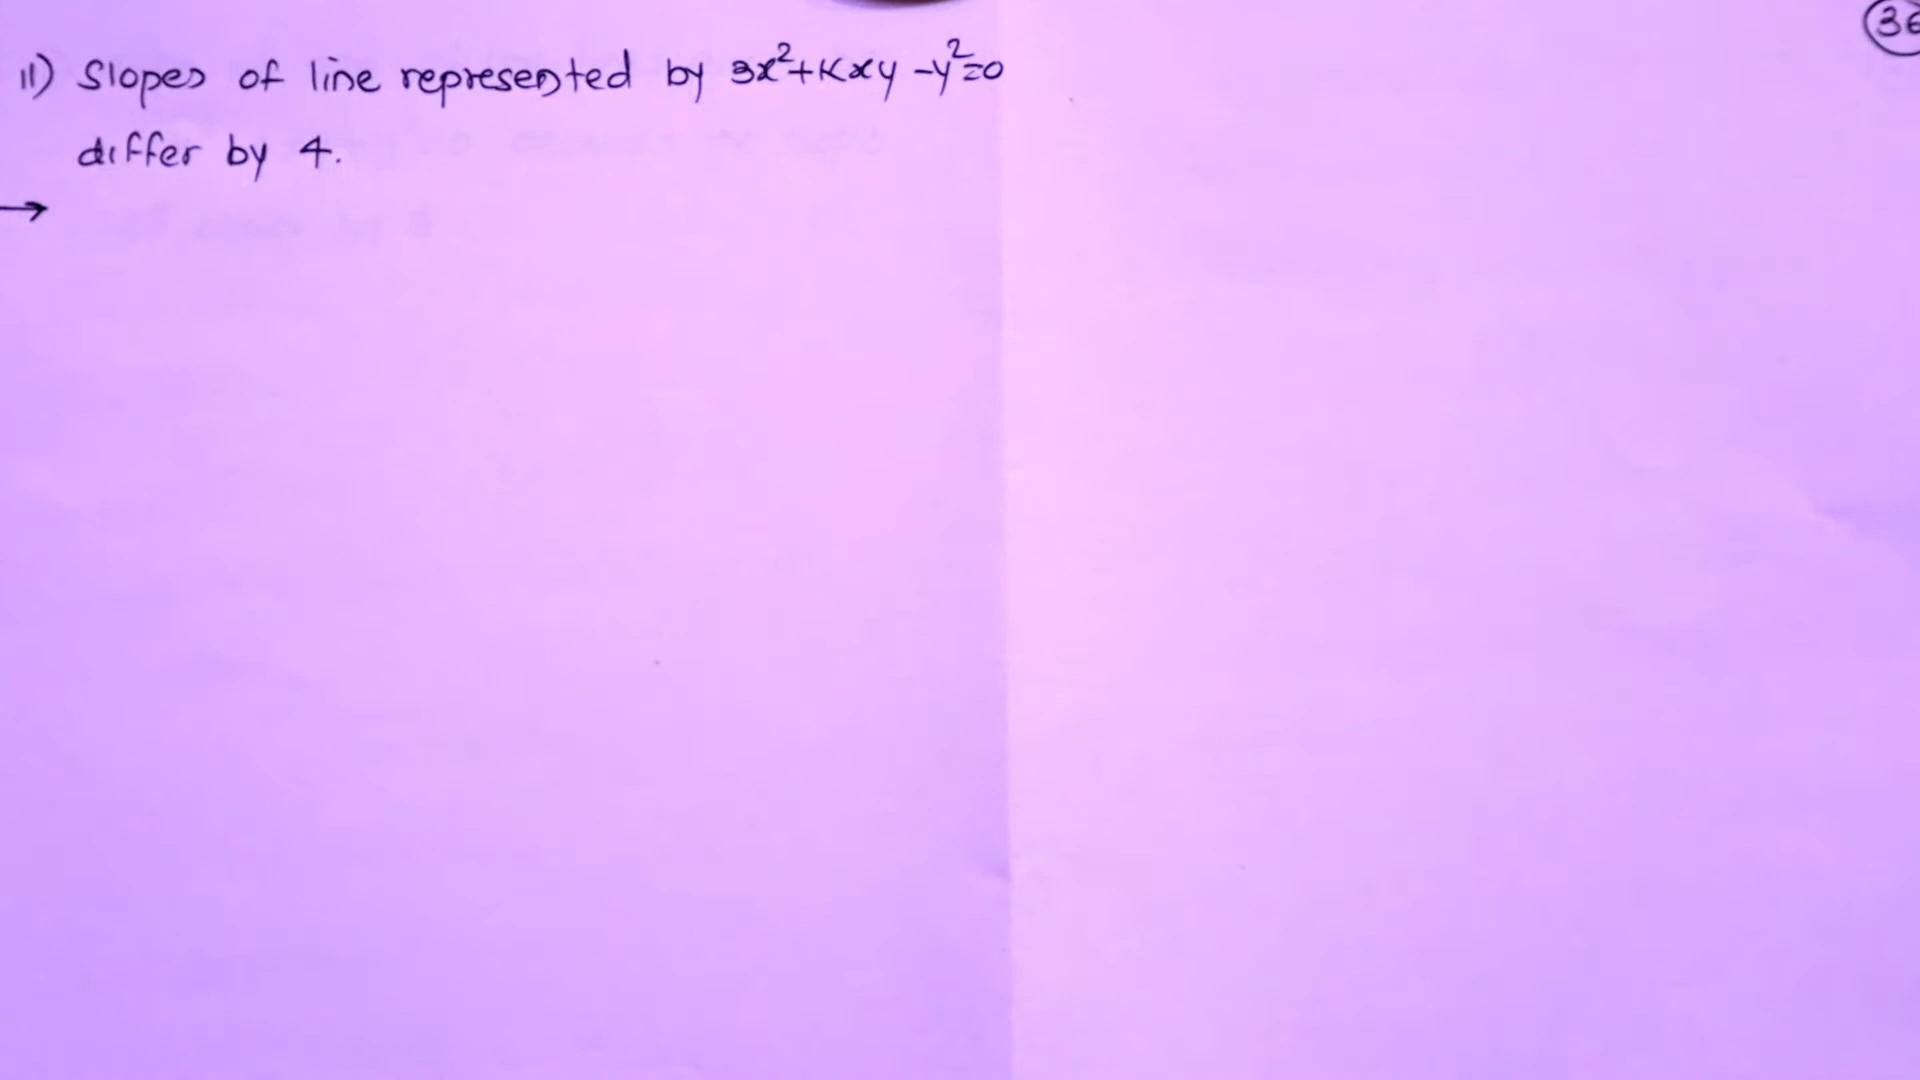 11) Slopes of line represented by 3x²+Kxy -y²=0
differ by 4.
→